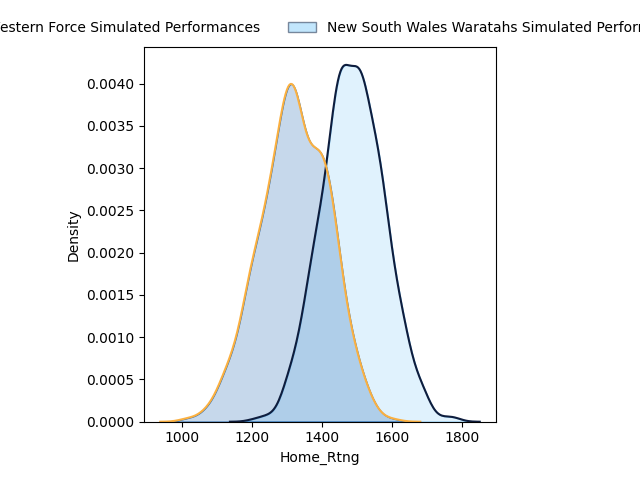 estern Force Simulated Performances New South Wales Waratahs Simulated Perfor
0.0040
0.0035
0.0030
0.0025
0.0020
0.0015
0.0010
0.0005
0.0000
Density
1000 1200 1400 1600 1800
Home_Rtng